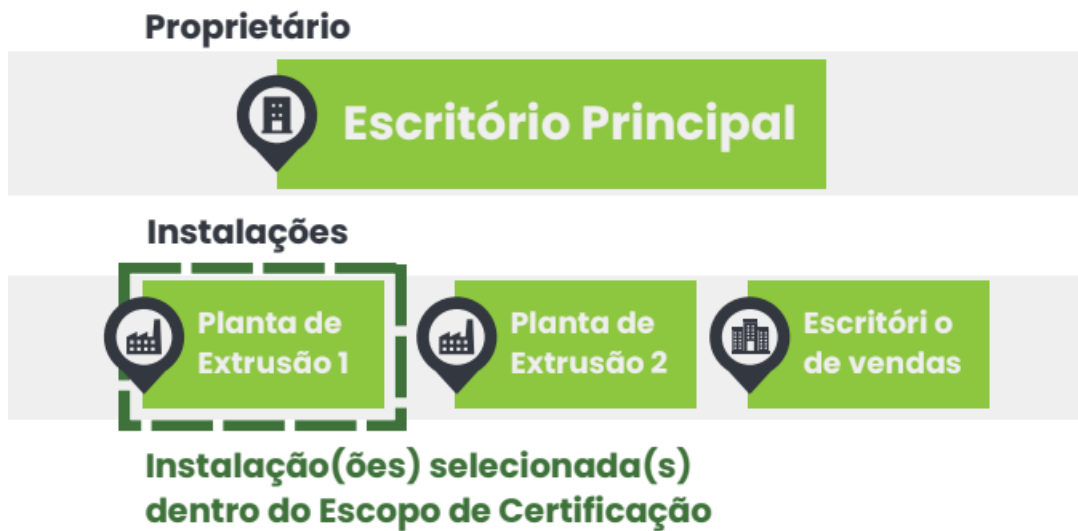 Proprietário
Escritório Principal
Instalações
Planta de
Extrusão 1
Planta de
Extrusão 2
Escritóri o
de vendas
Instalação(ões) selecionada(s)
dentro do Escopo de Certificação